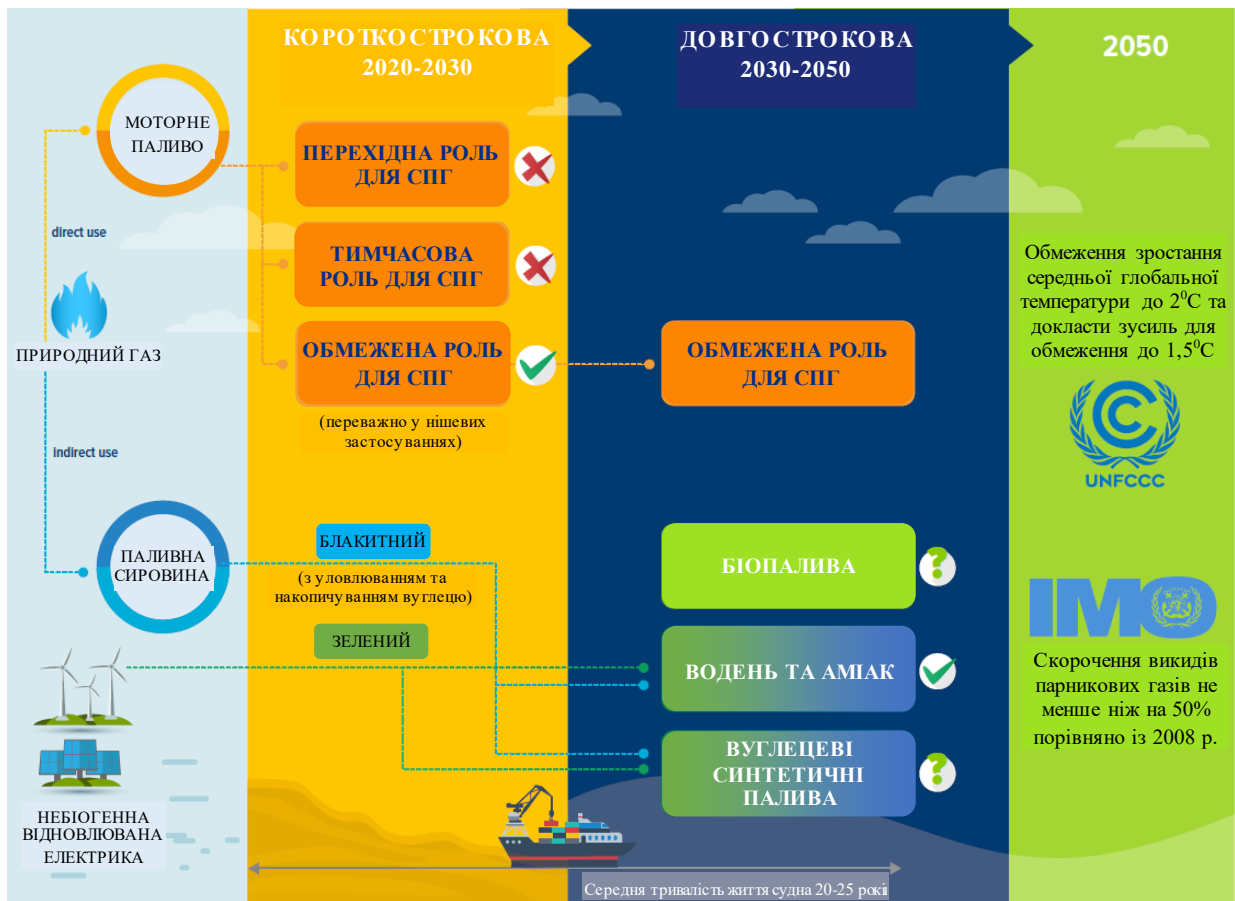 КОРОТКОСТРОКОВА
2020-2030
ДОВГОСТРОКОВА
2030-2050
2050
МОТОРНЕ
ПАЛИВО
ПЕРЕХІДНА РОЛЬ
ДЛЯ СПГ
direct use
ТИМЧАСОВА
РОЛЬ ДЛЯ СПГ
ПРИРОДНИЙ ГАЗ
ОБМЕЖЕНА РОЛЬ
ДЛЯ СПГ
(переважно у нішевих
застосуваннях)
ОБМЕЖЕНА РОЛЬ
ДЛЯ СПГ
Обмеження зростання
середньої глобальної
температури до 2⁰С та
докласти зусиль для
обмеження до 1,5⁰С
UNFCCC
indirect use
ПАЛИВНА
СИРОВИНА
БЛАКИТНИЙ
(з уловлюванням та
накопичуванням вуглецю)
ЗЕЛЕНИЙ
БІОПАЛИВА
ВОДЕНЬ ТА АМІАК
ВУГЛЕЦЕВІ
СИНТЕТИЧНІ
ПАЛИВА
IMO
Скорочення викидів
парникових газів не
менше ніж на 50%
порівняно із 2008 р.
НЕБІОГЕННА
ВІДНОВЛЮВАНА
ЕЛЕКТРИКА
Середня тривалість життя судна 20-25 рокі